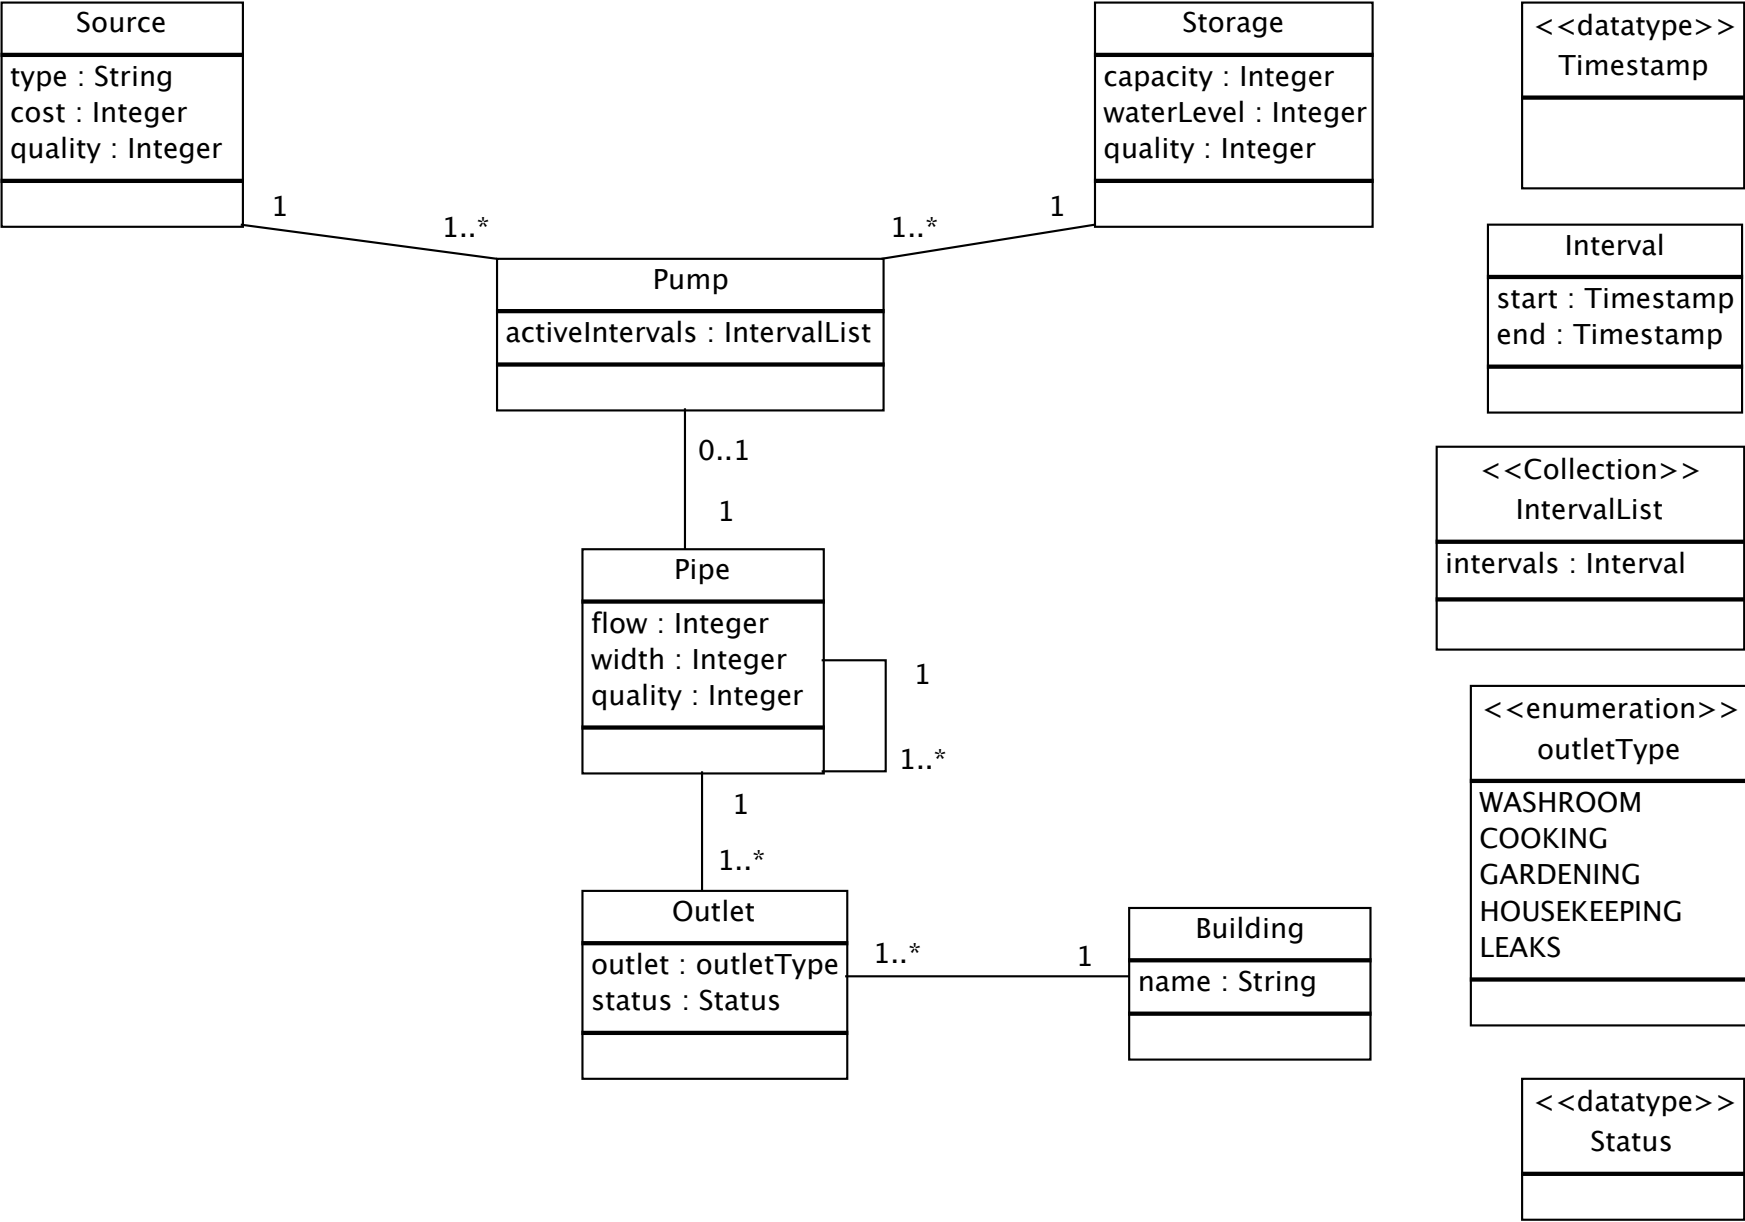 Source
type : String
cost : Integer
quality : Integer
Storage
capacity : Integer
waterLevel : Integer
quality : Integer
<<datatype>>
Timestamp
1
1..*
1..*
1
Pump
activeIntervals : IntervalList
Interval
start : Timestamp
end : Timestamp
0..1
1
<<Collection>>
IntervalList
intervals : Interval
Pipe
flow : Integer
width : Integer
quality : Integer
1
1..*
<<enumeration>>
outletType
WASHROOM
COOKING
GARDENING
HOUSEKEEPING
LEAKS
1
1..*
Outlet
outlet : outletType
status : Status
1..*
1
Building
name : String
<<datatype>>
Status